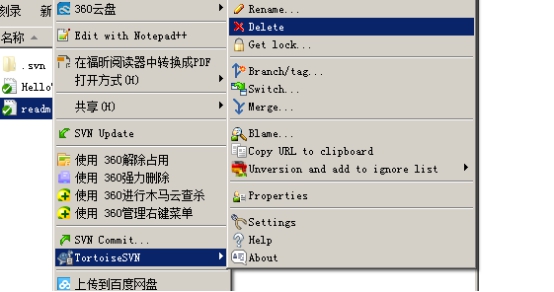 刻录 新
名称
.svn
Hello
readm
360云盘
Edit with Notepad++
在福昕阅读器中转换成PDF
打开方式(H)
共享(H)
SVN Update
使用 360解除占用
使用 360强力删除
使用 360进行木马云查杀
使用 360管理右键菜单
SVN Commit...
TortoiseSVN
上传到百度网盘
Rename...
Delete
Get lock...
Branch/tag...
Switch...
Merge...
Blame...
Copy URL to clipboard
Unversion and add to ignore list
Properties
Settings
Help
About